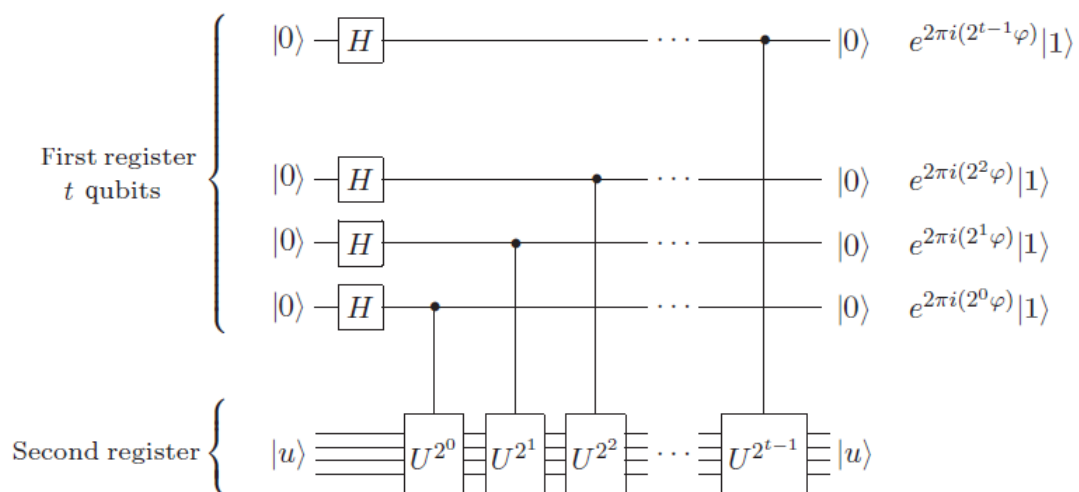 |0⟩ H ··· |0⟩ e^{2πi(2^{t−1}φ)}|1⟩
First register
t qubits
|0⟩ H ··· |0⟩ e^{2πi(2^2φ)}|1⟩
|0⟩ H ··· |0⟩ e^{2πi(2^1φ)}|1⟩
|0⟩ H ··· |0⟩ e^{2πi(2^0φ)}|1⟩
Second register |u⟩ U^{2^0} U^{2^1} U^{2^2} ··· U^{2^{t−1}} |u⟩